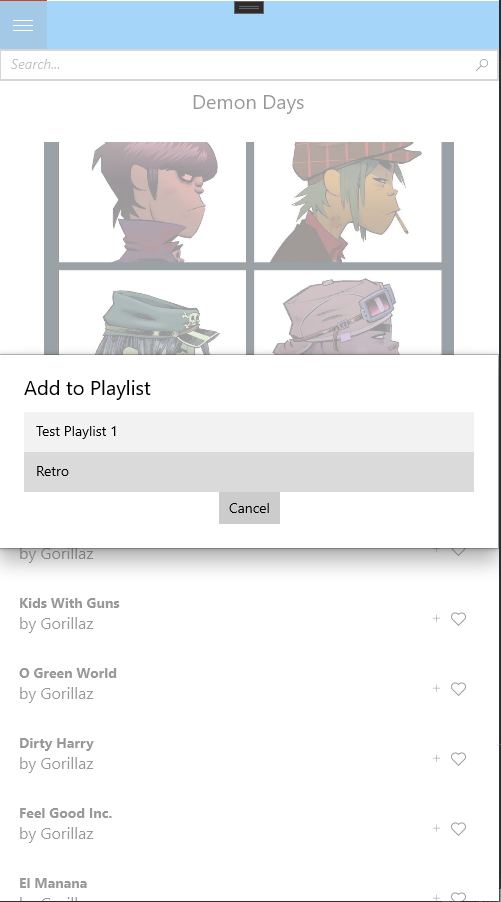 Search...
Demon Days
Add to Playlist
Test Playlist 1
Retro
Cancel
by Gorillaz
Kids With Guns
by Gorillaz
+
O Green World
by Gorillaz
+
Dirty Harry
by Gorillaz
+
Feel Good Inc.
by Gorillaz
+
El Manana
+